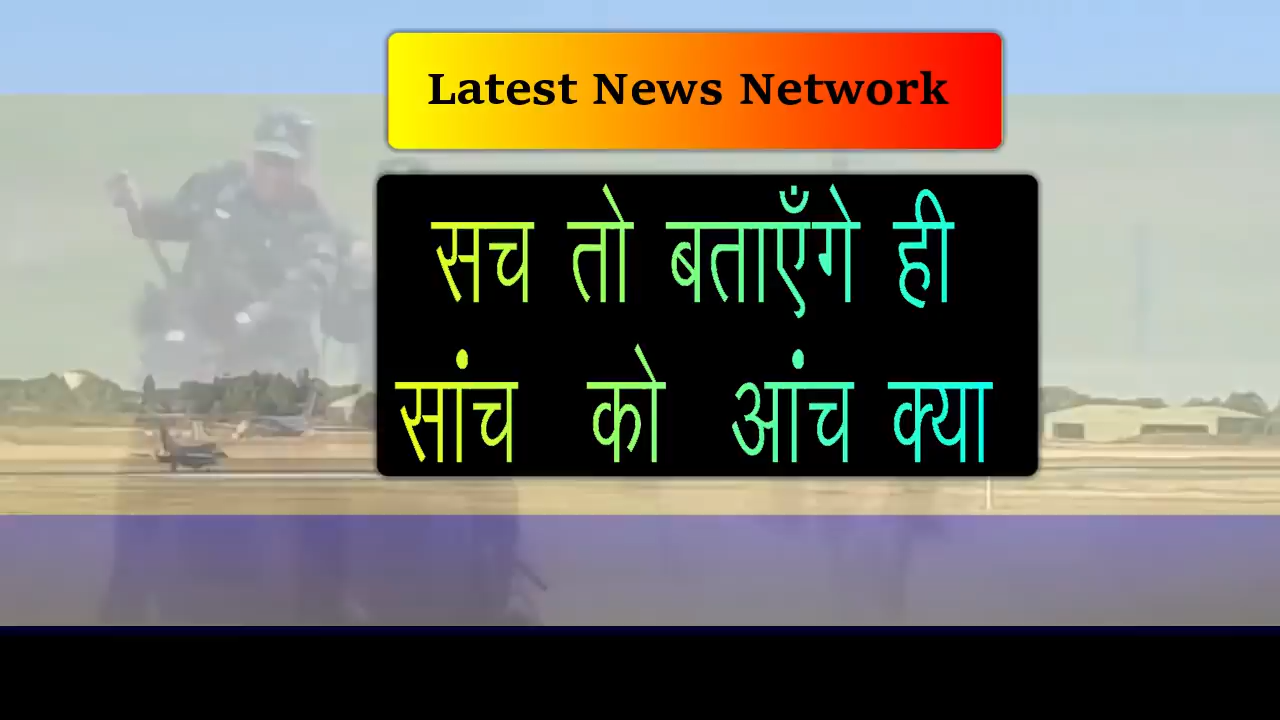 Latest News Network
सच तो बताएँगे ही
सांच को आंच क्या